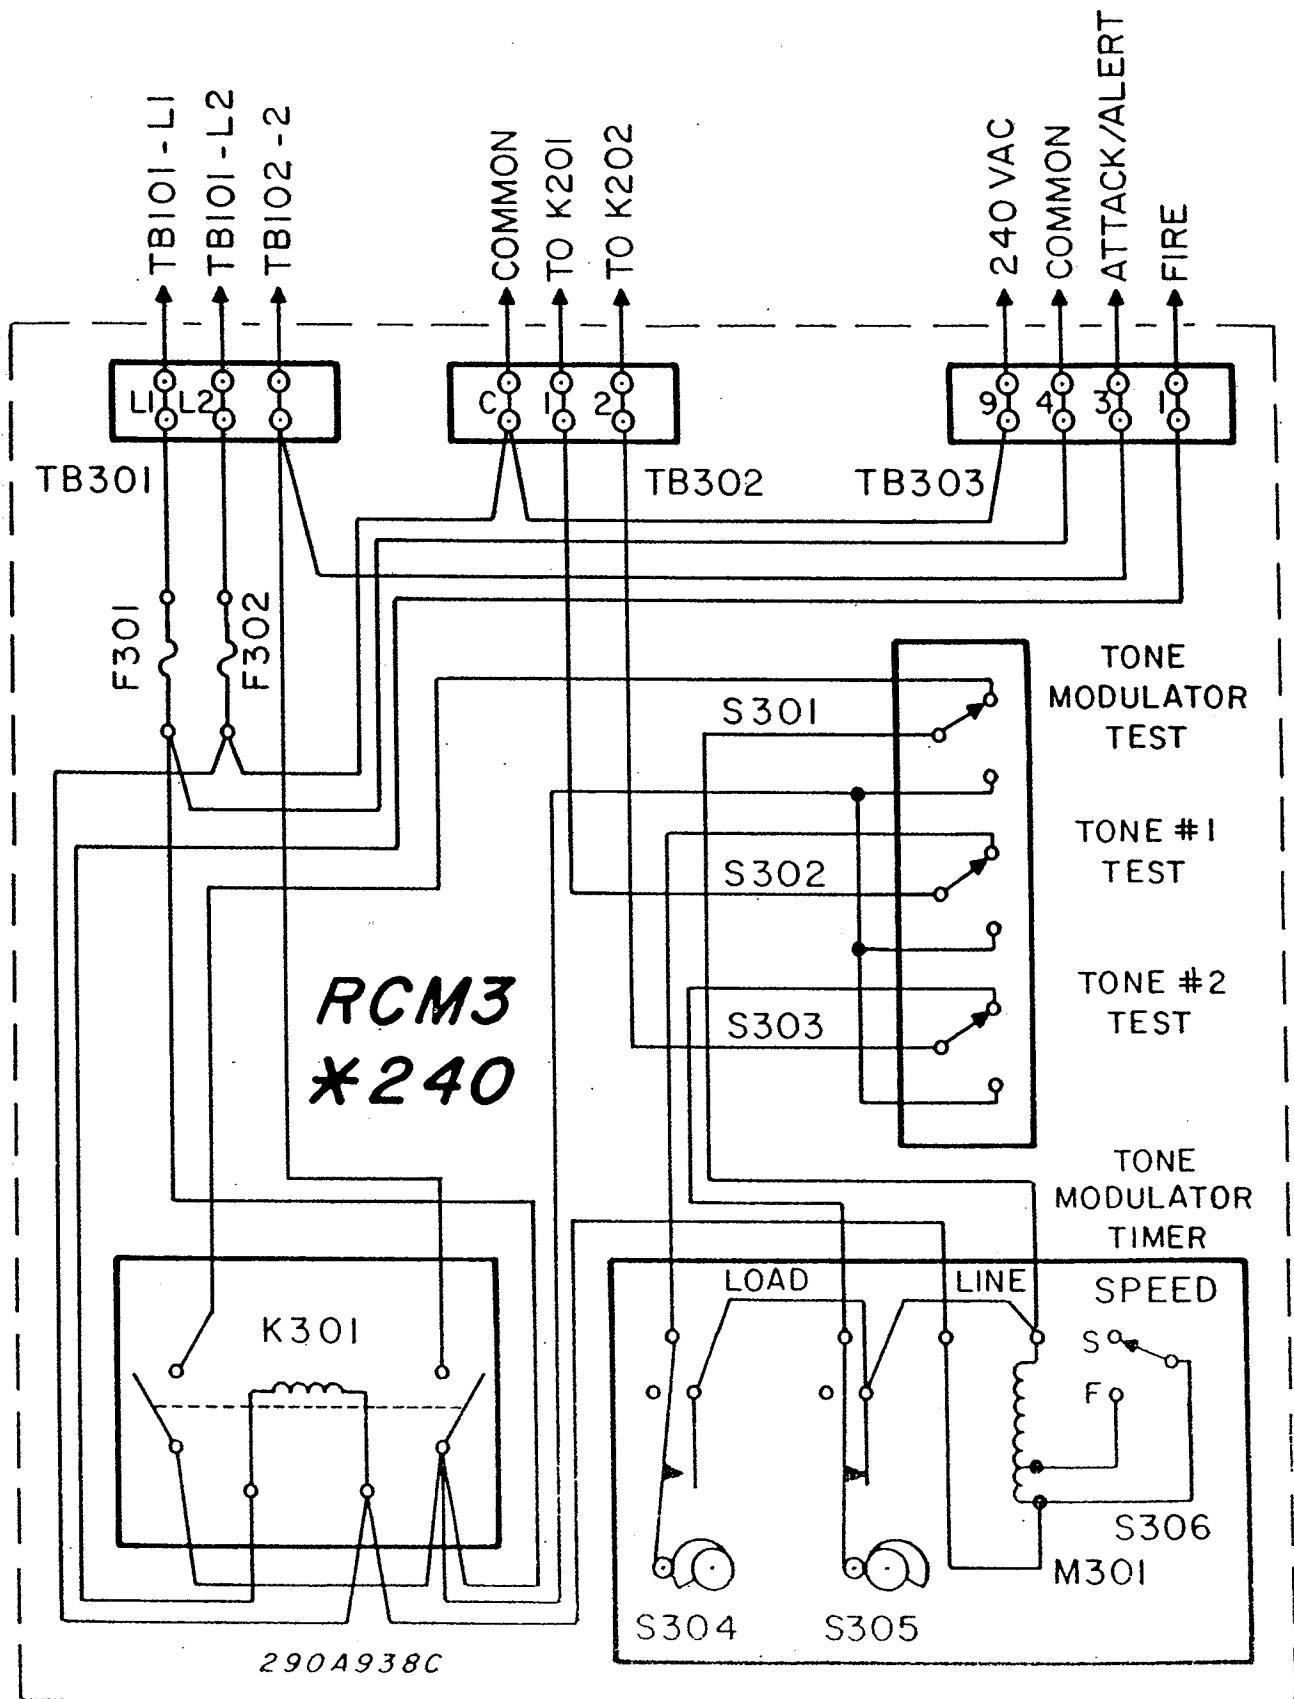 TB101-L1
TB101-L2
TB102-2
COMMON
TO K201
TO K202
240 VAC
COMMON
ATTACK/ALERT
FIRE
L1 L2
C 1 2
9 4 3 1
TB301
TB302
TB303
F301
F302
TONE
MODULATOR
TEST
S301
TONE #1
TEST
S302
TONE #2
TEST
S303
RCM3
*240
TONE
MODULATOR
TIMER
LOAD
LINE
SPEED
K301
S
F
S306
M301
S304
S305
290A938C